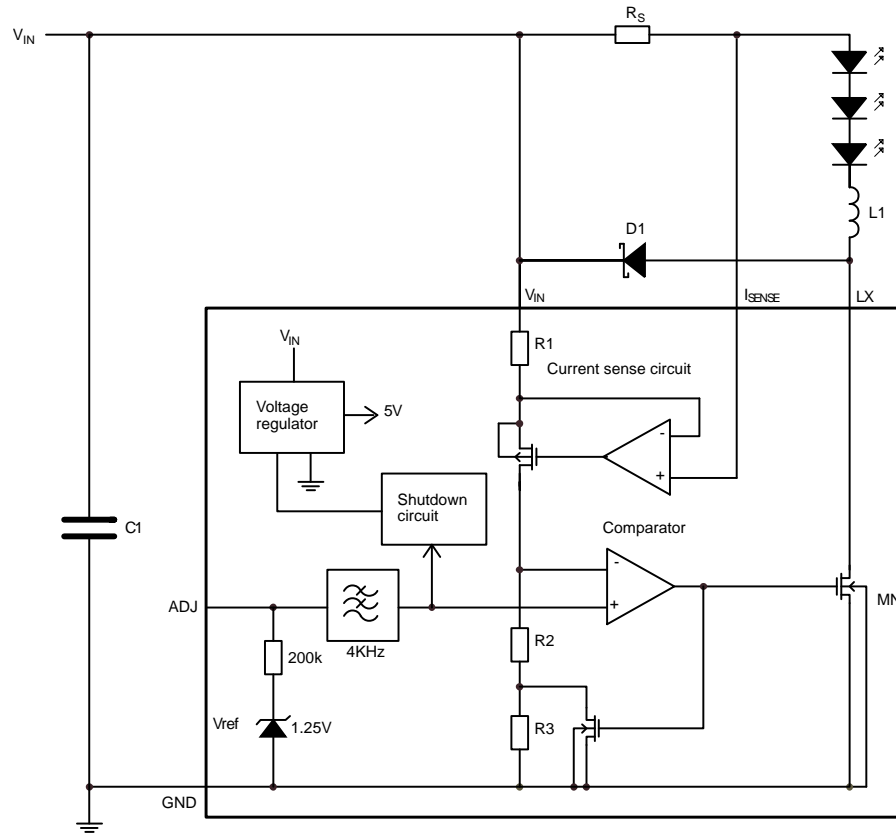 RS
VIN
L1
D1
VIN
ISENSE
LX
R1
VIN
Current sense circuit
Voltage
regulator
5V
-
+
Shutdown
circuit
C1
Comparator
-
+
ADJ
MN
4KHz
R2
200k
Vref
1.25V
R3
GND